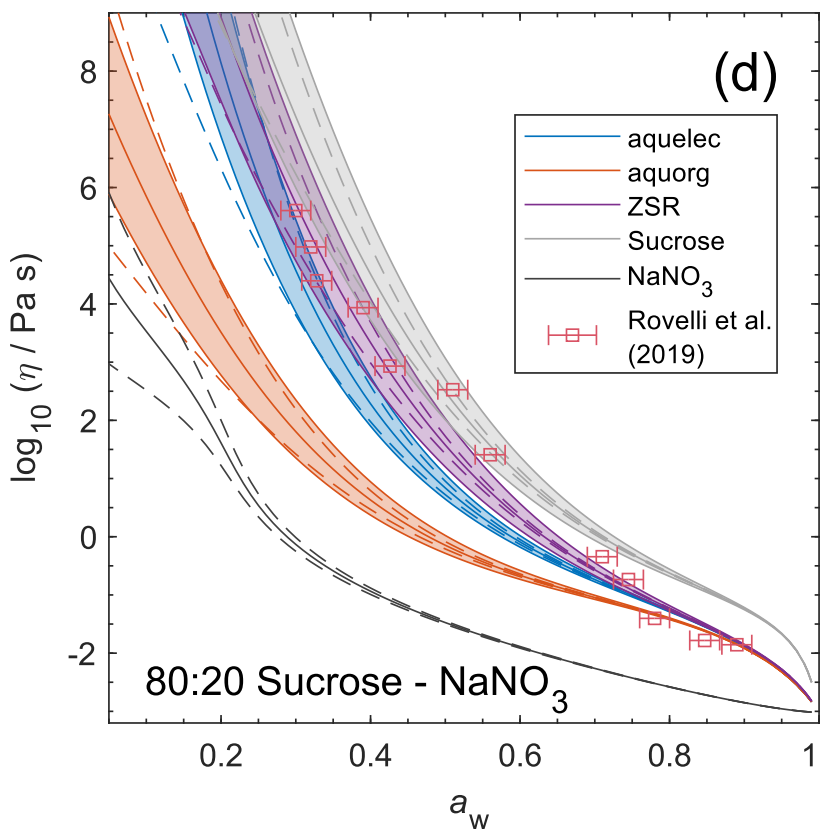 (d)
aquelec
aquorg
ZSR
Sucrose
NaNO₃
Rovelli et al.
(2019)
8
6
4
2
0
-2
log₁₀ (η / Pa s)
80:20 Sucrose - NaNO₃
0.2 0.4 0.6 0.8 1
a_w